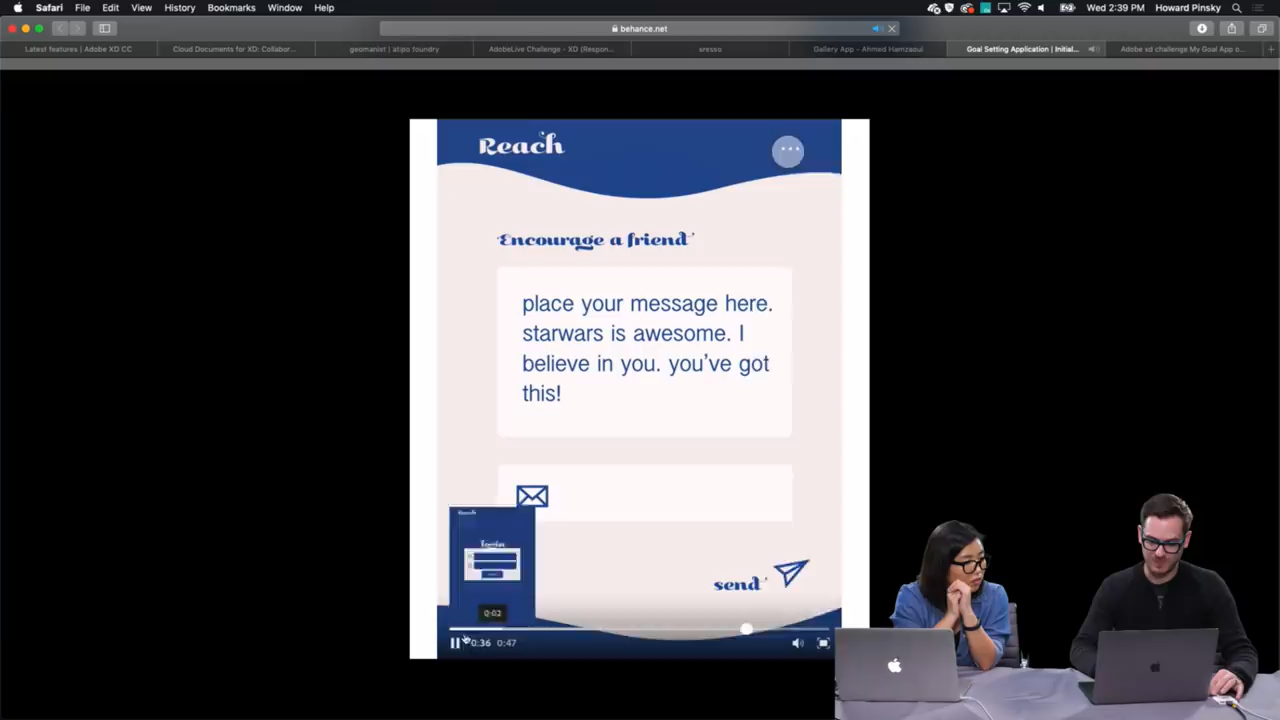 Safari File Edit View History Bookmarks Window Help
Wed 2:39 PM Howard Pinsky
behance.net
Latest features | Adobe XD CC
Cloud Documents for XD: Collabor...
geomanist | atipo foundry
AdobeLive Challenge - XD (Respon...
sresso
Gallery App - Ahmed Hamzaoui
Goal Setting Application | Initial...
Adobe xd challenge My Goal App o...
Reach
Encourage a friend
place your message here.
starwars is awesome. I
believe in you. you've got
this!
Reach
send
0:02
0:36 0:47